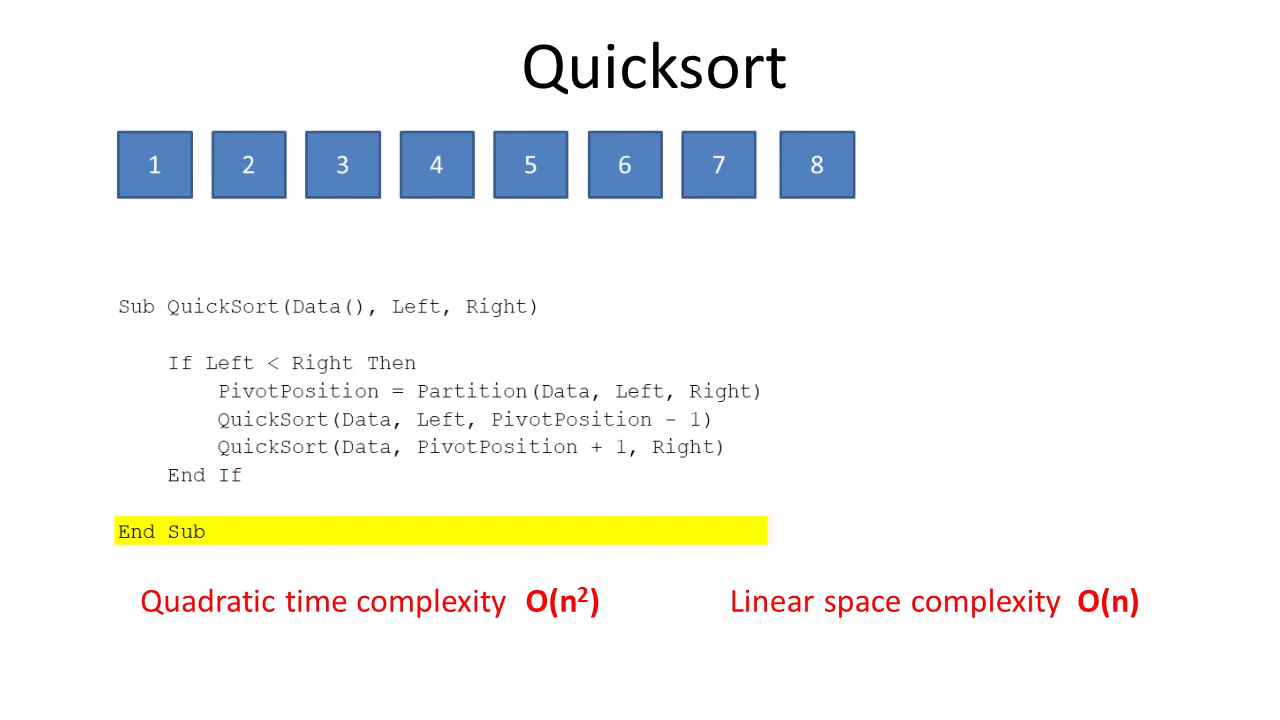 Quicksort
1 2 3 4 5 6 7 8
Sub QuickSort(Data(), Left, Right)
If Left < Right Then
PivotPosition = Partition(Data, Left, Right)
QuickSort(Data, Left, PivotPosition - 1)
QuickSort(Data, PivotPosition + 1, Right)
End If
End Sub
Quadratic time complexity O(n²) Linear space complexity O(n)